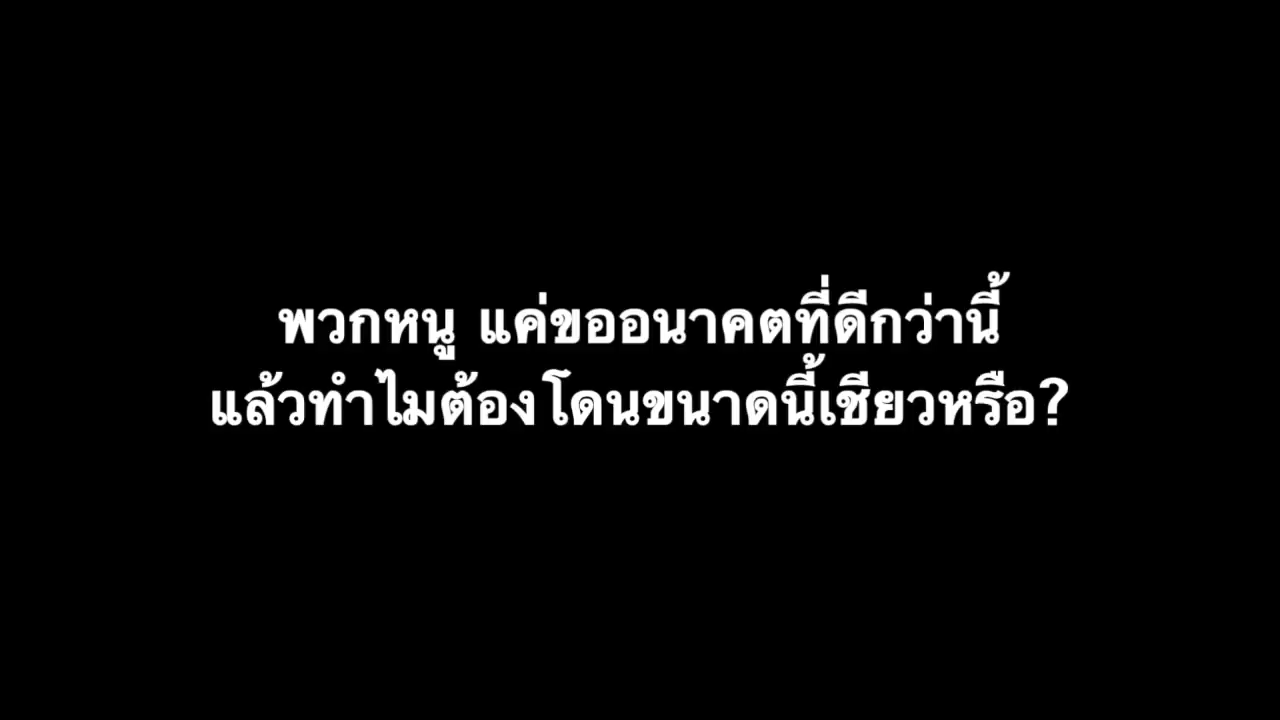 พวกหนู แค่ขออนาคตที่ดีกว่านี้
แล้วทำไมต้องโดนขนาดนี้เชียวหรือ?